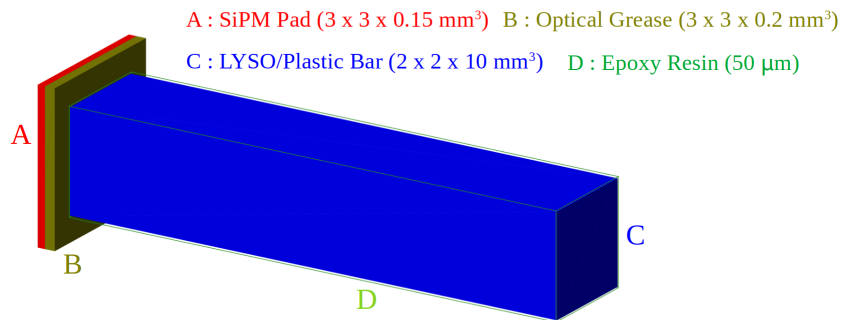 A : SiPM Pad (3 x 3 x 0.15 mm³) B : Optical Grease (3 x 3 x 0.2 mm³)
C : LYSO/Plastic Bar (2 x 2 x 10 mm³) D : Epoxy Resin (50 μm)
A
C
B
D